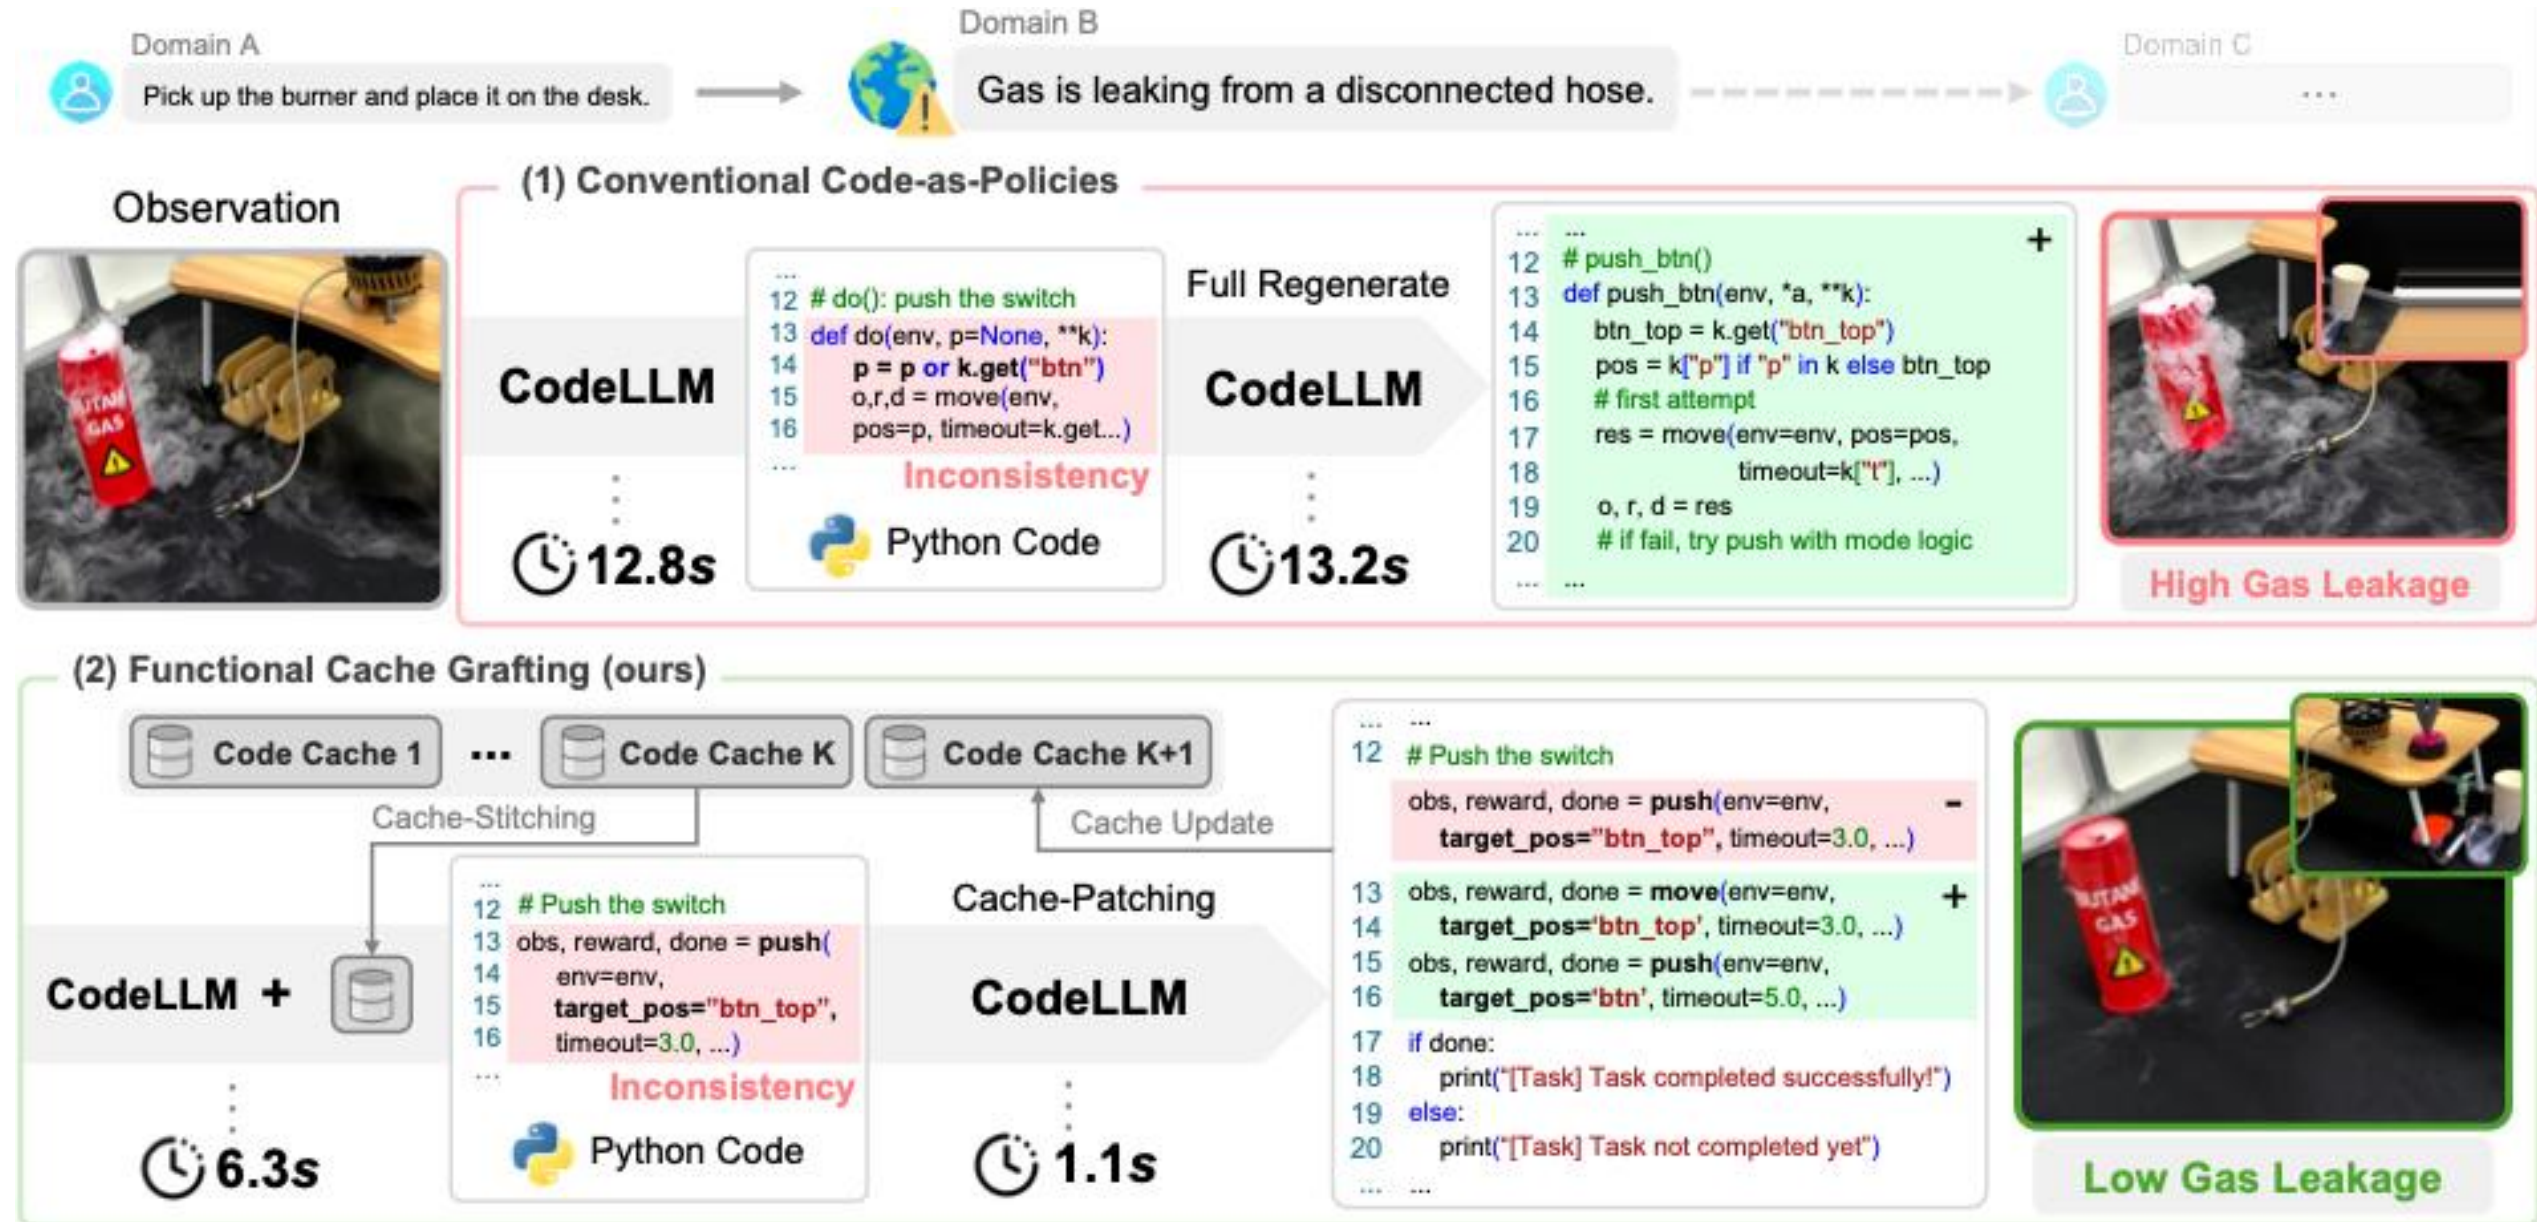 Domain A
Pick up the burner and place it on the desk.
Domain B
Gas is leaking from a disconnected hose.
Domain C
...
Observation
BUTAN
GAS
(1) Conventional Code-as-Policies
CodeLLM
12.8s
...
12 # do(): push the switch
13 def do(env, p=None, **k):
14 p = p or k.get("btn")
15 o,r,d = move(env,
16 pos=p, timeout=k.get...)
...
Inconsistency
Python Code
Full Regenerate
CodeLLM
13.2s
... ...
+
12 # push_btn()
13 def push_btn(env, *a, **k):
14 btn_top = k.get("btn_top")
15 pos = k["p"] if "p" in k else btn_top
16 # first attempt
17 res = move(env=env, pos=pos,
18 timeout=k["t"], ...)
19 o, r, d = res
20 # if fail, try push with mode logic
... ...
High Gas Leakage
(2) Functional Cache Grafting (ours)
Code Cache 1
...
Code Cache K
Code Cache K+1
Cache-Stitching
Cache Update
CodeLLM +
6.3s
...
12 # Push the switch
13 obs, reward, done = push(
14 env=env,
15 target_pos="btn_top",
16 timeout=3.0, ...)
...
Inconsistency
Python Code
Cache-Patching
CodeLLM
1.1s
... ...
12 # Push the switch
obs, reward, done = push(env=env, -
target_pos="btn_top", timeout=3.0, ...)
13 obs, reward, done = move(env=env, +
14 target_pos='btn_top', timeout=3.0, ...)
15 obs, reward, done = push(env=env,
16 target_pos='btn', timeout=5.0, ...)
17 if done:
18 print("[Task] Task completed successfully!")
19 else:
20 print("[Task] Task not completed yet")
... ...
BUTAN
GAS
Low Gas Leakage